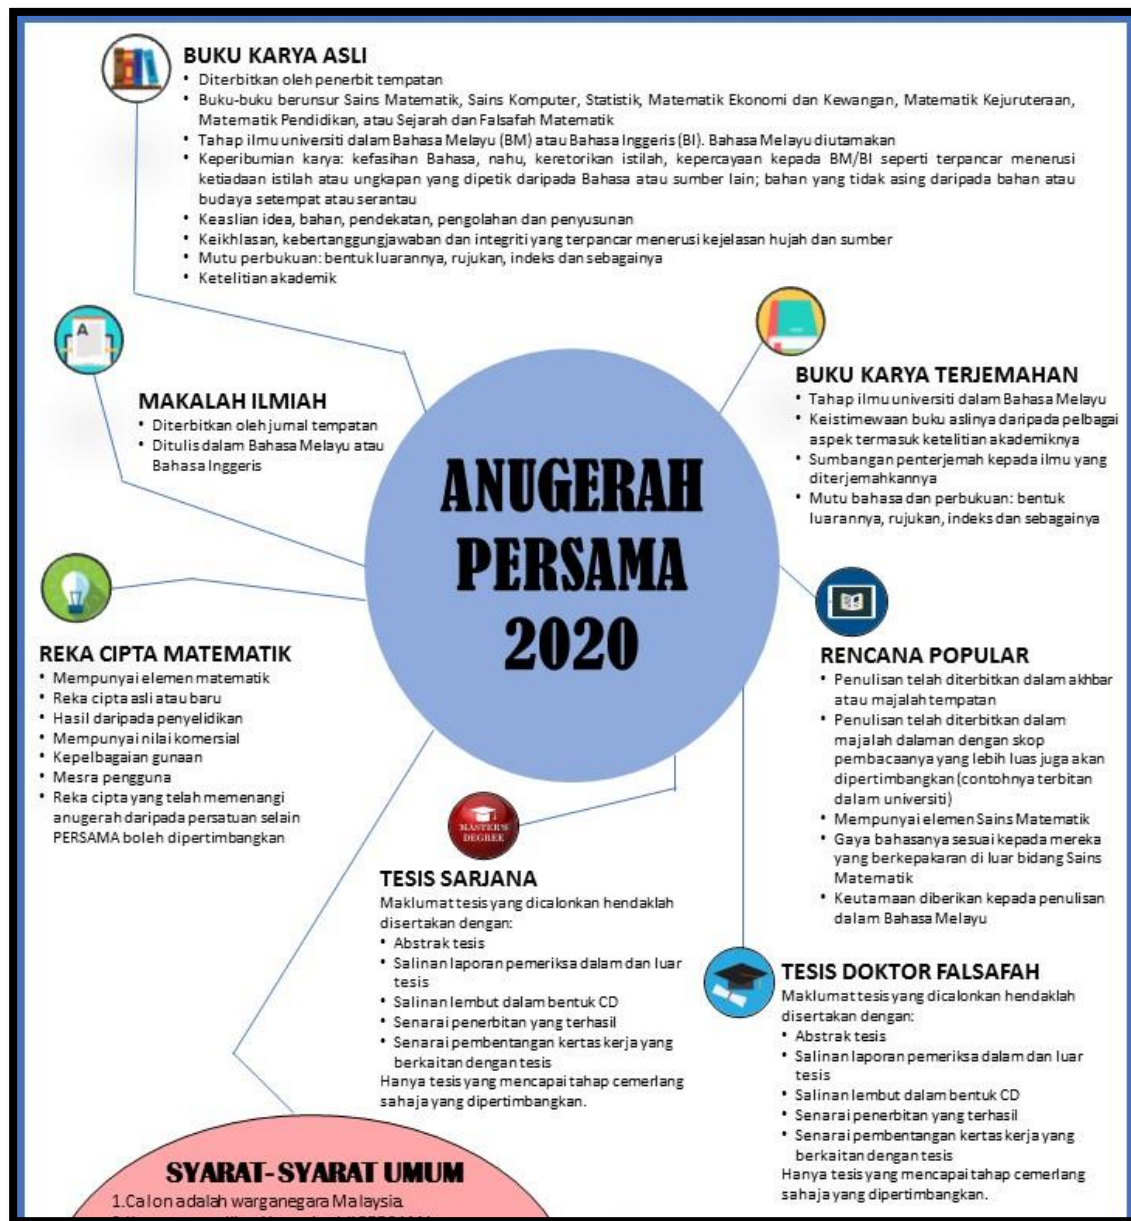 BUKU KARYA ASLI
• Diterbitkan oleh penerbit tempatan
• Buku-buku berunsur Sains Matematik, Sains Komputer, Statistik, Matematik Ekonomi dan Kewangan, Matematik Kejuruteraan,
Matematik Pendidikan, atau Sejarah dan Falsafah Matematik
• Tahap ilmu universiti dalam Bahasa Melayu (BM) atau Bahasa Inggeris (BI). Bahasa Melayu diutamakan
• Keperibumian karya: kefasihan Bahasa, nahu, keretorikan istilah, kepercayaan kepada BM/BI seperti terpancar menerusi
ketiadaan istilah atau ungkapan yang dipetik daripada Bahasa atau sumber lain; bahan yang tidak asing daripada bahan atau
budaya setempat atau serantau
• Keaslian idea, bahan, pendekatan, pengolahan dan penyusunan
• Keikhlasan, kebertanggungjawaban dan integriti yang terpancar menerusi kejelasan hujah dan sumber
• Mutu perbukuan: bentuk luarannya, rujukan, indeks dan sebagainya
• Ketelitian akademik
A
MAKALAH ILMIAH
• Diterbitkan oleh jurnal tempatan
• Ditulis dalam Bahasa Melayu atau
Bahasa Inggeris
BUKU KARYA TERJEMAHAN
• Tahap ilmu universiti dalam Bahasa Melayu
• Keistimewaan buku aslinya daripada pelbagai
aspek termasuk ketelitian akademiknya
• Sumbangan penterjemah kepada ilmu yang
diterjemahkannya
• Mutu bahasa dan perbukuan: bentuk
luarannya, rujukan, indeks dan sebagainya
ANUGERAH
PERSAMA
2020
REKA CIPTA MATEMATIK
• Mempunyai elemen matematik
• Reka cipta asli atau baru
• Hasil daripada penyelidikan
• Mempunyai nilai komersial
• Kepelbagaian gunaan
• Mesra pengguna
• Reka cipta yang telah memenangi
anugerah daripada persatuan selain
PERSAMA boleh dipertimbangkan
RENCANA POPULAR
• Penulisan telah diterbitkan dalam akhbar
atau majalah tempatan
• Penulisan telah diterbitkan dalam
majalah dalaman dengan skop
pembacaanya yang lebih luas juga akan
dipertimbangkan (contohnya terbitan
dalam universiti)
• Mempunyai elemen Sains Matematik
• Gaya bahasanya sesuai kepada mereka
yang berkepakaran di luar bidang Sains
Matematik
• Keutamaan diberikan kepada penulisan
dalam Bahasa Melayu
MASTER'S
DEGREE
TESIS SARJANA
Maklumat tesis yang dicalonkan hendaklah
disertakan dengan:
• Abstrak tesis
• Salinan laporan pemeriksa dalam dan luar
tesis
• Salinan lembut dalam bentuk CD
• Senarai penerbitan yang terhasil
• Senarai pembentangan kertas kerja yang
berkaitan dengan tesis
Hanya tesis yang mencapai tahap cemerlang
sahaja yang dipertimbangkan.
TESIS DOKTOR FALSAFAH
Maklumat tesis yang dicalonkan hendaklah
disertakan dengan:
• Abstrak tesis
• Salinan laporan pemeriksa dalam dan luar
tesis
• Salinan lembut dalam bentuk CD
• Senarai penerbitan yang terhasil
• Senarai pembentangan kertas kerja yang
berkaitan dengan tesis
Hanya tesis yang mencapai tahap cemerlang
sahaja yang dipertimbangkan.
SYARAT-SYARAT UMUM
1.Calon adalah warganegara Malaysia.